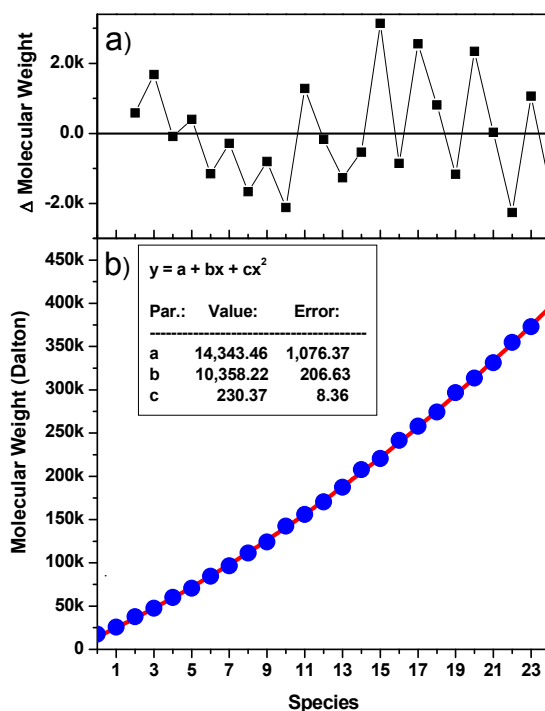 a)
Δ Molecular Weight
2.0k
0.0
-2.0k
b)
Molecular Weight (Dalton)
450k
400k
350k
300k
250k
200k
150k
100k
50k
0
y = a + bx + cx²
Par.: Value: Error:
----------------------------------------
a 14,343.46 1,076.37
b 10,358.22 206.63
c 230.37 8.36
1 3 5 7 9 11 13 15 17 19 21 23
Species